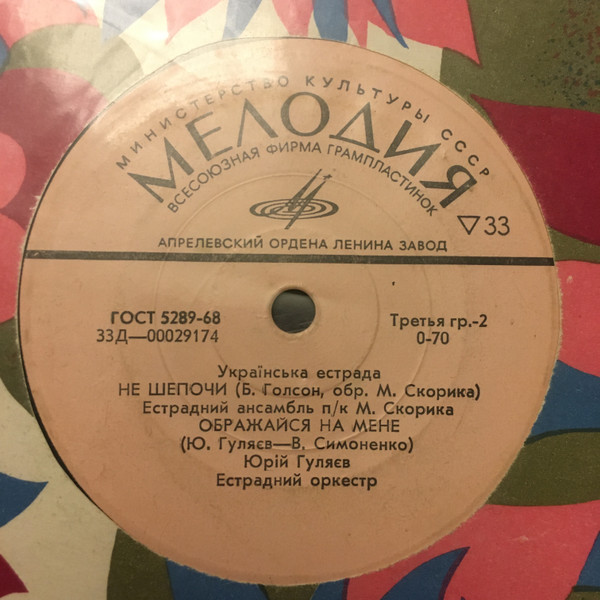 МИНИСТЕРСТВО КУЛЬТУРЫ СССР
МЕЛОДИЯ
ВСЕСОЮЗНАЯ ФИРМА ГРАМПЛАСТИНОК
▽33
АПРЕЛЕВСКИЙ ОРДЕНА ЛЕНИНА ЗАВОД
ГОСТ 5289-68
33Д—00029174
Третья гр.-2
0-70
Українська естрада
НЕ ШЕПОЧИ (Б. Голсон, обр. М. Скорика)
Естрадний ансамбль п/к М. Скорика
ОБРАЖАЙСЯ НА МЕНЕ
(Ю. Гуляєв—В. Симоненко)
Юрій Гуляєв
Естрадний оркестр